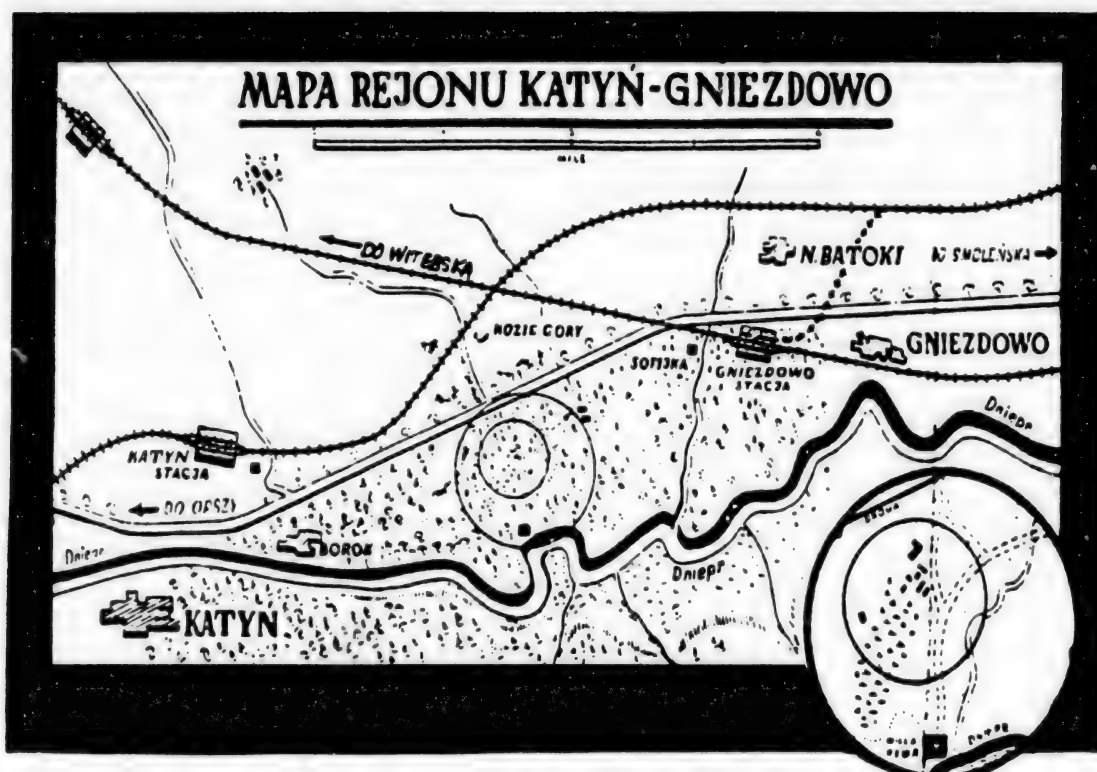 MAPA REJONU KATYŃ-GNIEZDOWO
MILE
DO WITEBSKA
N. BATOKI
DO SMOLEŃSKA
KOZIE GORY
SOFIJKA
GNIEZDOWO
STACJA
GNIEZDOWO
KATYN
STACJA
DO ORSZY
BOROK
Dniepr
Dniepr
Dniepr
KATYN